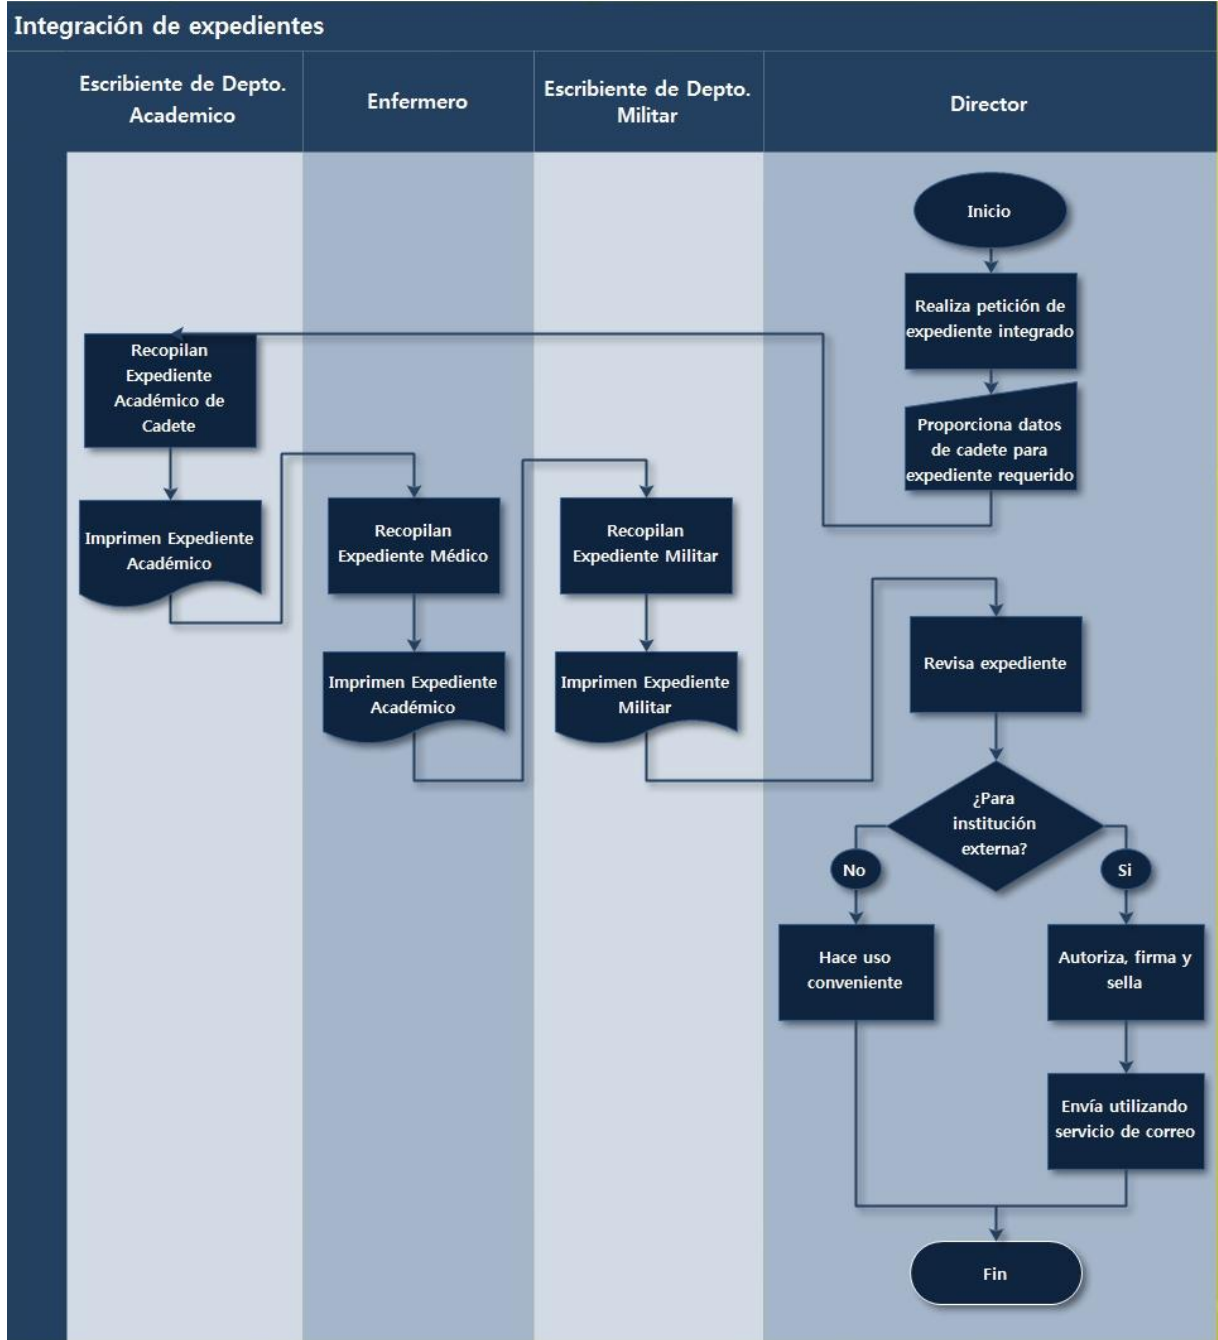 Integración de expedientes
Escribiente de Depto.
Academico
Enfermero
Escribiente de Depto.
Militar
Director
Inicio
Realiza petición de
expediente integrado
Proporciona datos
de cadete para
expediente requerido
Recopilan
Expediente
Académico de
Cadete
Imprimen Expediente
Académico
Recopilan
Expediente Médico
Imprimen Expediente
Académico
Recopilan
Expediente Militar
Imprimen Expediente
Militar
Revisa expediente
¿Para
institución
externa?
No
Si
Hace uso
conveniente
Autoriza, firma y
sella
Envía utilizando
servicio de correo
Fin